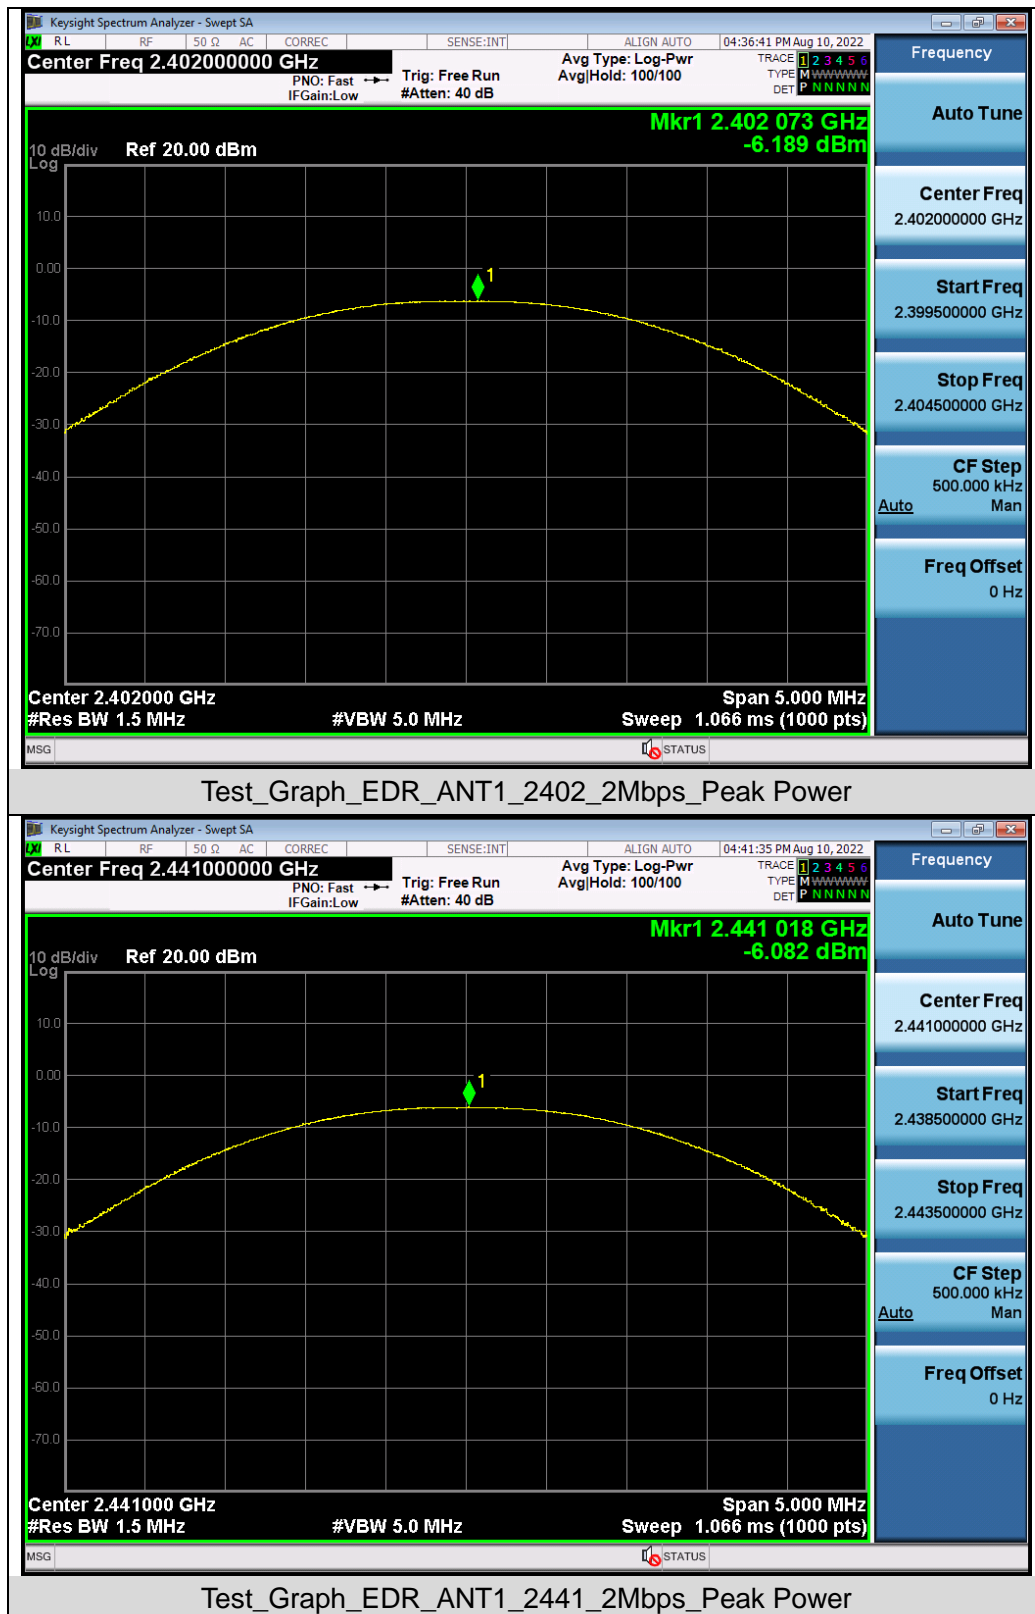 Keysight Spectrum Analyzer - Swept SA
LXI RL RF 50 Ω AC CORREC SENSE:INT ALIGN AUTO 04:36:41 PM Aug 10, 2022
Center Freq 2.402000000 GHz
PNO: Fast
IFGain:Low
Trig: Free Run
#Atten: 40 dB
Avg Type: Log-Pwr
Avg|Hold: 100/100
TRACE 1 2 3 4 5 6
TYPE M WWWWW
DET P N N N N N
Mkr1 2.402 073 GHz
-6.189 dBm
10 dB/div Ref 20.00 dBm
Log
10.0
0.00
-10.0
-20.0
-30.0
-40.0
-50.0
-60.0
-70.0
1
Center 2.402000 GHz Span 5.000 MHz
#Res BW 1.5 MHz #VBW 5.0 MHz Sweep 1.066 ms (1000 pts)
MSG STATUS
Frequency
Auto Tune
Center Freq
2.402000000 GHz
Start Freq
2.399500000 GHz
Stop Freq
2.404500000 GHz
CF Step
500.000 kHz
Auto Man
Freq Offset
0 Hz
Test_Graph_EDR_ANT1_2402_2Mbps_Peak Power
Keysight Spectrum Analyzer - Swept SA
LXI RL RF 50 Ω AC CORREC SENSE:INT ALIGN AUTO 04:41:35 PM Aug 10, 2022
Center Freq 2.441000000 GHz
PNO: Fast
IFGain:Low
Trig: Free Run
#Atten: 40 dB
Avg Type: Log-Pwr
Avg|Hold: 100/100
TRACE 1 2 3 4 5 6
TYPE M WWWWW
DET P N N N N N
Mkr1 2.441 018 GHz
-6.082 dBm
10 dB/div Ref 20.00 dBm
Log
10.0
0.00
-10.0
-20.0
-30.0
-40.0
-50.0
-60.0
-70.0
1
Center 2.441000 GHz Span 5.000 MHz
#Res BW 1.5 MHz #VBW 5.0 MHz Sweep 1.066 ms (1000 pts)
MSG STATUS
Frequency
Auto Tune
Center Freq
2.441000000 GHz
Start Freq
2.438500000 GHz
Stop Freq
2.443500000 GHz
CF Step
500.000 kHz
Auto Man
Freq Offset
0 Hz
Test_Graph_EDR_ANT1_2441_2Mbps_Peak Power